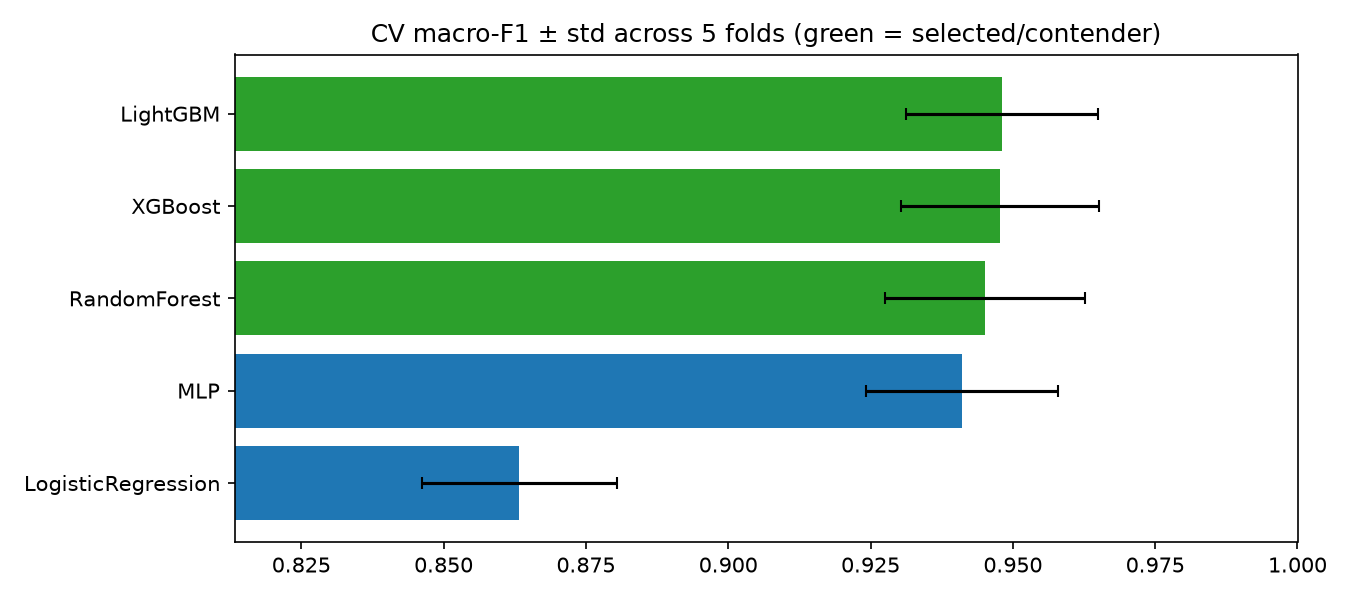 CV macro-F1 ± std across 5 folds (green = selected/contender)
LightGBM
XGBoost
RandomForest
MLP
LogisticRegression
0.825 0.850 0.875 0.900 0.925 0.950 0.975 1.000